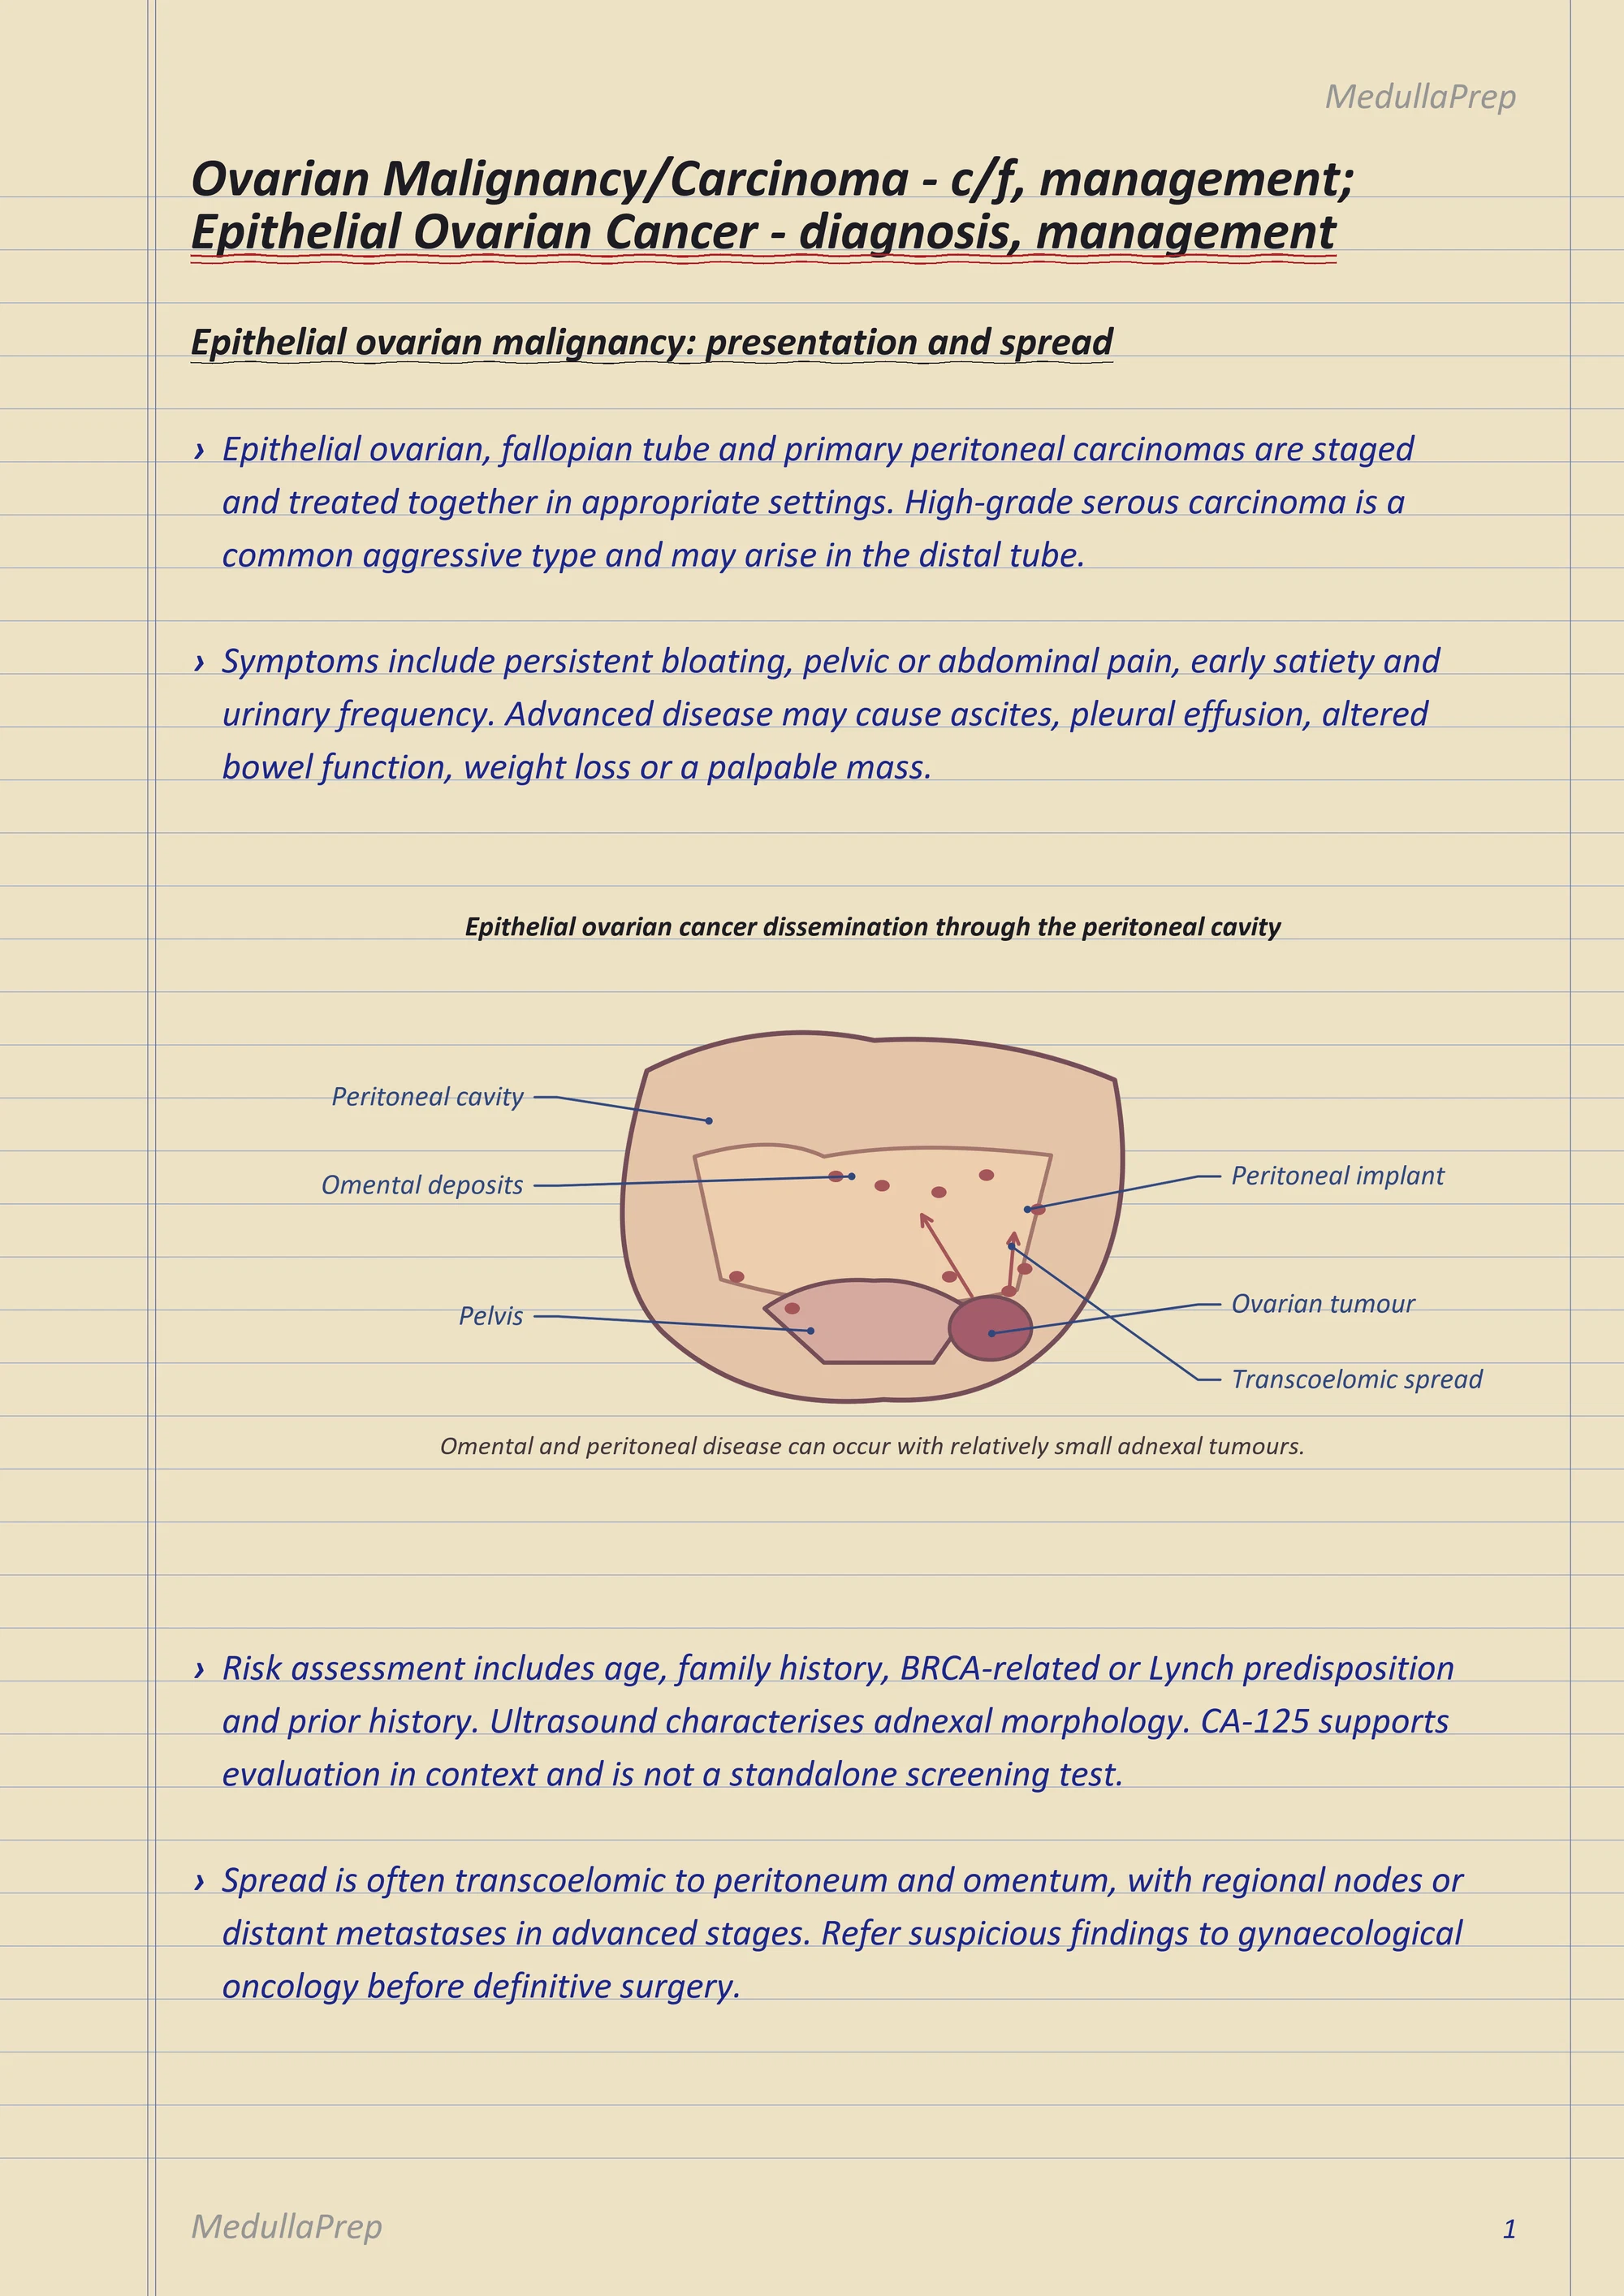 MedullaPrep
Ovarian Malignancy/Carcinoma - c/f, management;
Epithelial Ovarian Cancer - diagnosis, management
Epithelial ovarian malignancy: presentation and spread
› Epithelial ovarian, fallopian tube and primary peritoneal carcinomas are staged
and treated together in appropriate settings. High-grade serous carcinoma is a
common aggressive type and may arise in the distal tube.
› Symptoms include persistent bloating, pelvic or abdominal pain, early satiety and
urinary frequency. Advanced disease may cause ascites, pleural effusion, altered
bowel function, weight loss or a palpable mass.
Epithelial ovarian cancer dissemination through the peritoneal cavity
Peritoneal cavity
Omental deposits
Pelvis
Peritoneal implant
Ovarian tumour
Transcoelomic spread
Omental and peritoneal disease can occur with relatively small adnexal tumours.
› Risk assessment includes age, family history, BRCA-related or Lynch predisposition
and prior history. Ultrasound characterises adnexal morphology. CA-125 supports
evaluation in context and is not a standalone screening test.
› Spread is often transcoelomic to peritoneum and omentum, with regional nodes or
distant metastases in advanced stages. Refer suspicious findings to gynaecological
oncology before definitive surgery.
MedullaPrep
1